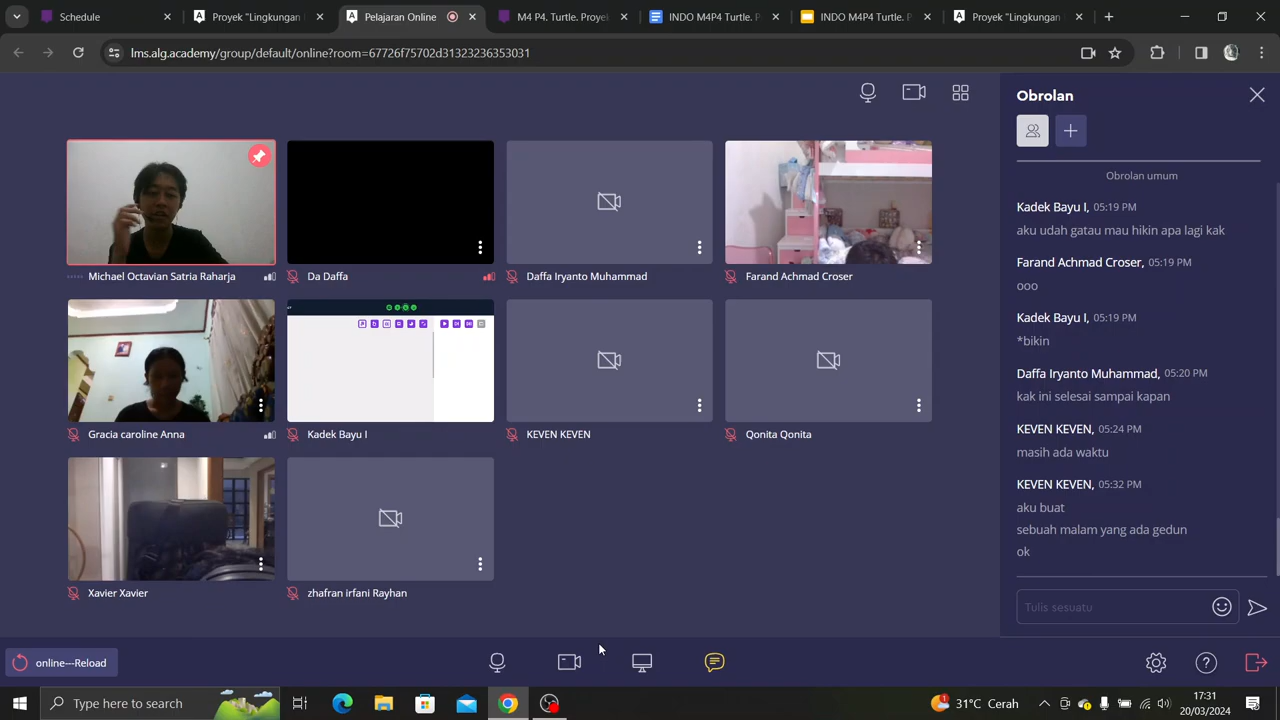 Schedule
Proyek "Lingkungan
Pelajaran Online
M4 P4. Turtle. Proye
INDO M4P4 Turtle. P
INDO M4P4 Turtle. P
Proyek "Lingkungan
lms.alg.academy/group/default/online?room=67726f75702d31323236353031
Obrolan
Obrolan umum
Kadek Bayu I, 05:19 PM
aku udah gatau mau hikin apa lagi kak
Farand Achmad Croser, 05:19 PM
ooo
Kadek Bayu I, 05:19 PM
*bikin
Daffa Iryanto Muhammad, 05:20 PM
kak ini selesai sampai kapan
KEVEN KEVEN, 05:24 PM
masih ada waktu
KEVEN KEVEN, 05:32 PM
aku buat
sebuah malam yang ada gedun
ok
Tulis sesuatu
Michael Octavian Satria Raharja
Da Daffa
Daffa Iryanto Muhammad
Farand Achmad Croser
Gracia caroline Anna
Kadek Bayu I
KEVEN KEVEN
Qonita Qonita
Xavier Xavier
zhafran irfani Rayhan
online---Reload
Type here to search
31°C Cerah
17:31
20/03/2024